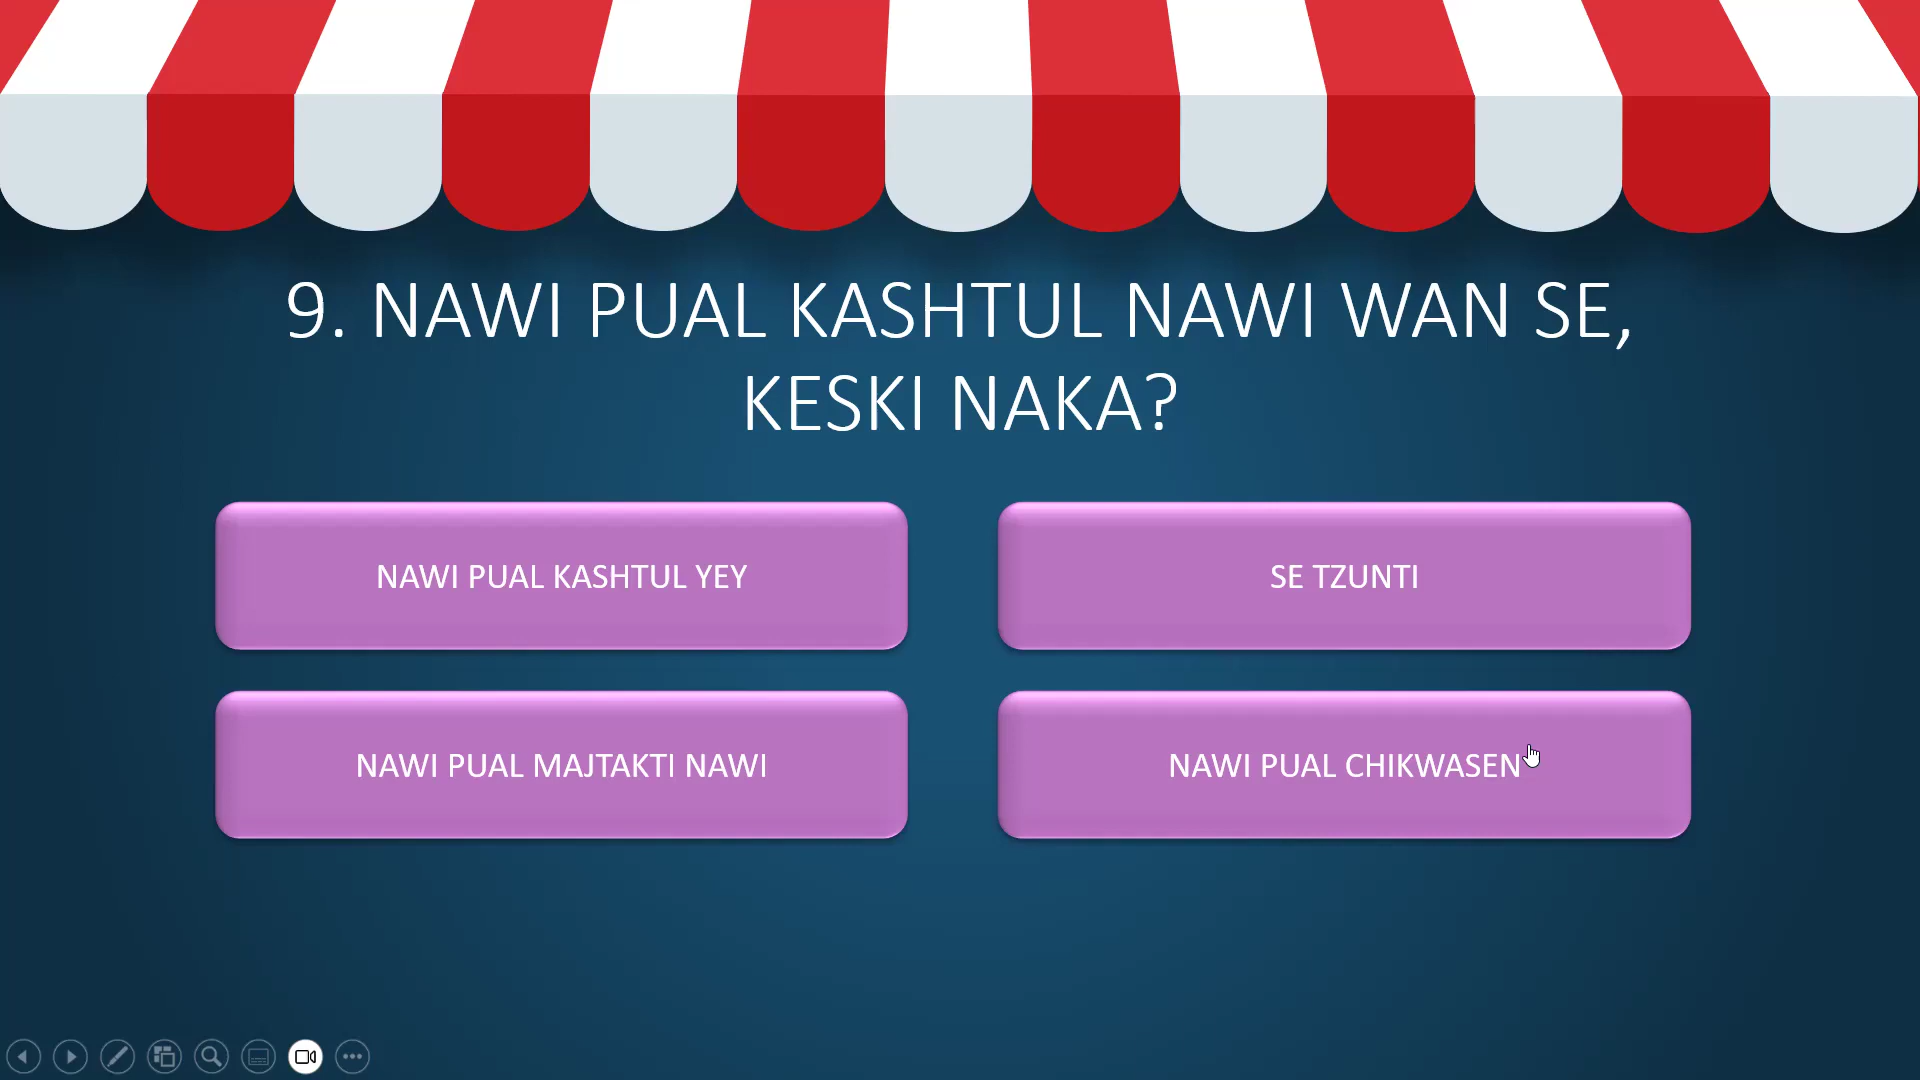 9. NAWI PUAL KASHTUL NAWI WAN SE,
KESKI NAKA?
NAWI PUAL KASHTUL YEY
SE TZUNTI
NAWI PUAL MAJTAKTI NAWI
NAWI PUAL CHIKWASEN